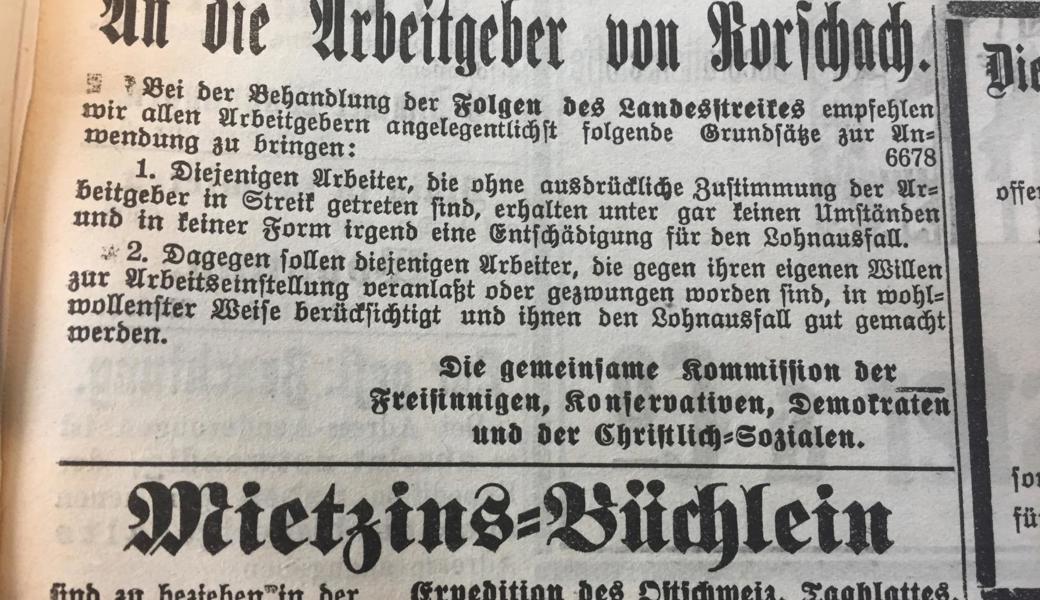 An die Arbeitgeber von Rorschach.
Bei der Behandlung der Folgen des Landesstreikes empfehlen
wir allen Arbeitgebern angelegentlichst folgende Grundsätze zur An-
wendung zu bringen:
6678
1. Diejenigen Arbeiter, die ohne ausdrückliche Zustimmung der Ar-
beitgeber in Streik getreten sind, erhalten unter gar keinen Umständen
und in keiner Form irgend eine Entschädigung für den Lohnausfall.
2. Dagegen sollen diejenigen Arbeiter, die gegen ihren eigenen Willen
zur Arbeitseinstellung veranlaßt oder gezwungen worden sind, in wohl-
wollenster Weise berücksichtigt und ihnen den Lohnausfall gut gemacht
werden.
Die gemeinsame Kommission der
Freisinnigen, Konservativen, Demokraten
und der Christlich-Sozialen.
Mietzins-Büchlein
sind zu beziehen in der Expedition des Ostschweiz. Tagblattes.
Die